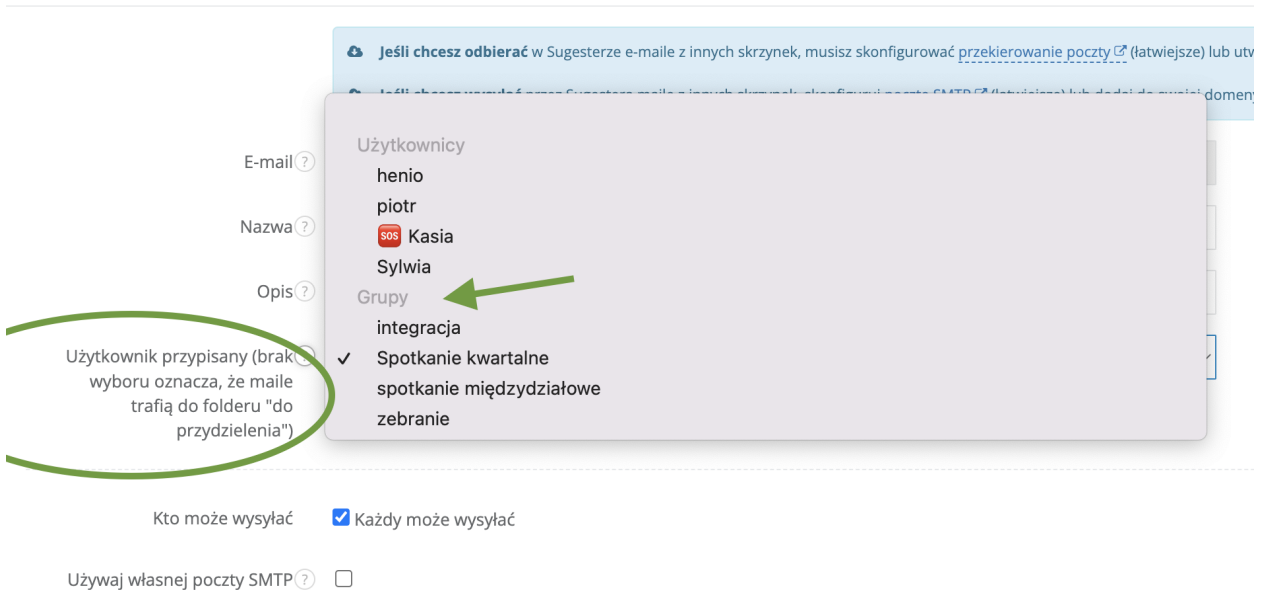 Jeśli chcesz odbierać w Sugesterze e-maile z innych skrzynek, musisz skonfigurować przekierowanie poczty (łatwiejsze) lub
Użytkownicy
E-mail ?
henio
piotr
Nazwa ?
SOS Kasia
Sylwia
Opis ?
Grupy
integracja
Użytkownik przypisany (brak
wyboru oznacza, że maile
trafią do folderu "do
przydzielenia")
Spotkanie kwartalne
spotkanie międzydziałowe
zebranie
Kto może wysyłać
Każdy może wysyłać
Używaj własnej poczty SMTP ?